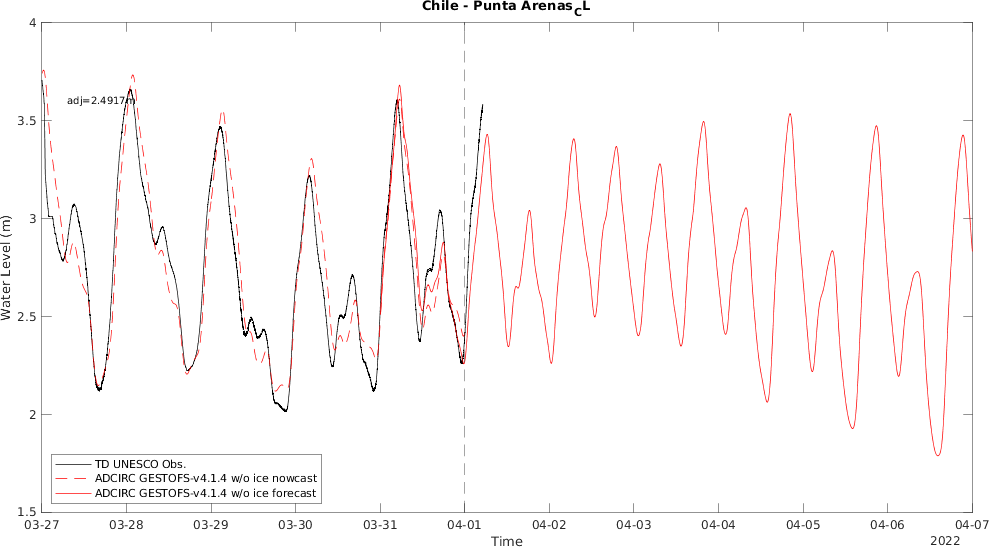 Chile - Punta Arenas_CL
4
adj=2.4917m
3.5
3
Water Level (m)
2.5
2
TD UNESCO Obs.
ADCIRC GESTOFS-v4.1.4 w/o ice nowcast
ADCIRC GESTOFS-v4.1.4 w/o ice forecast
1.5
03-27 03-28 03-29 03-30 03-31 04-01 04-02 04-03 04-04 04-05 04-06 04-07
Time
2022